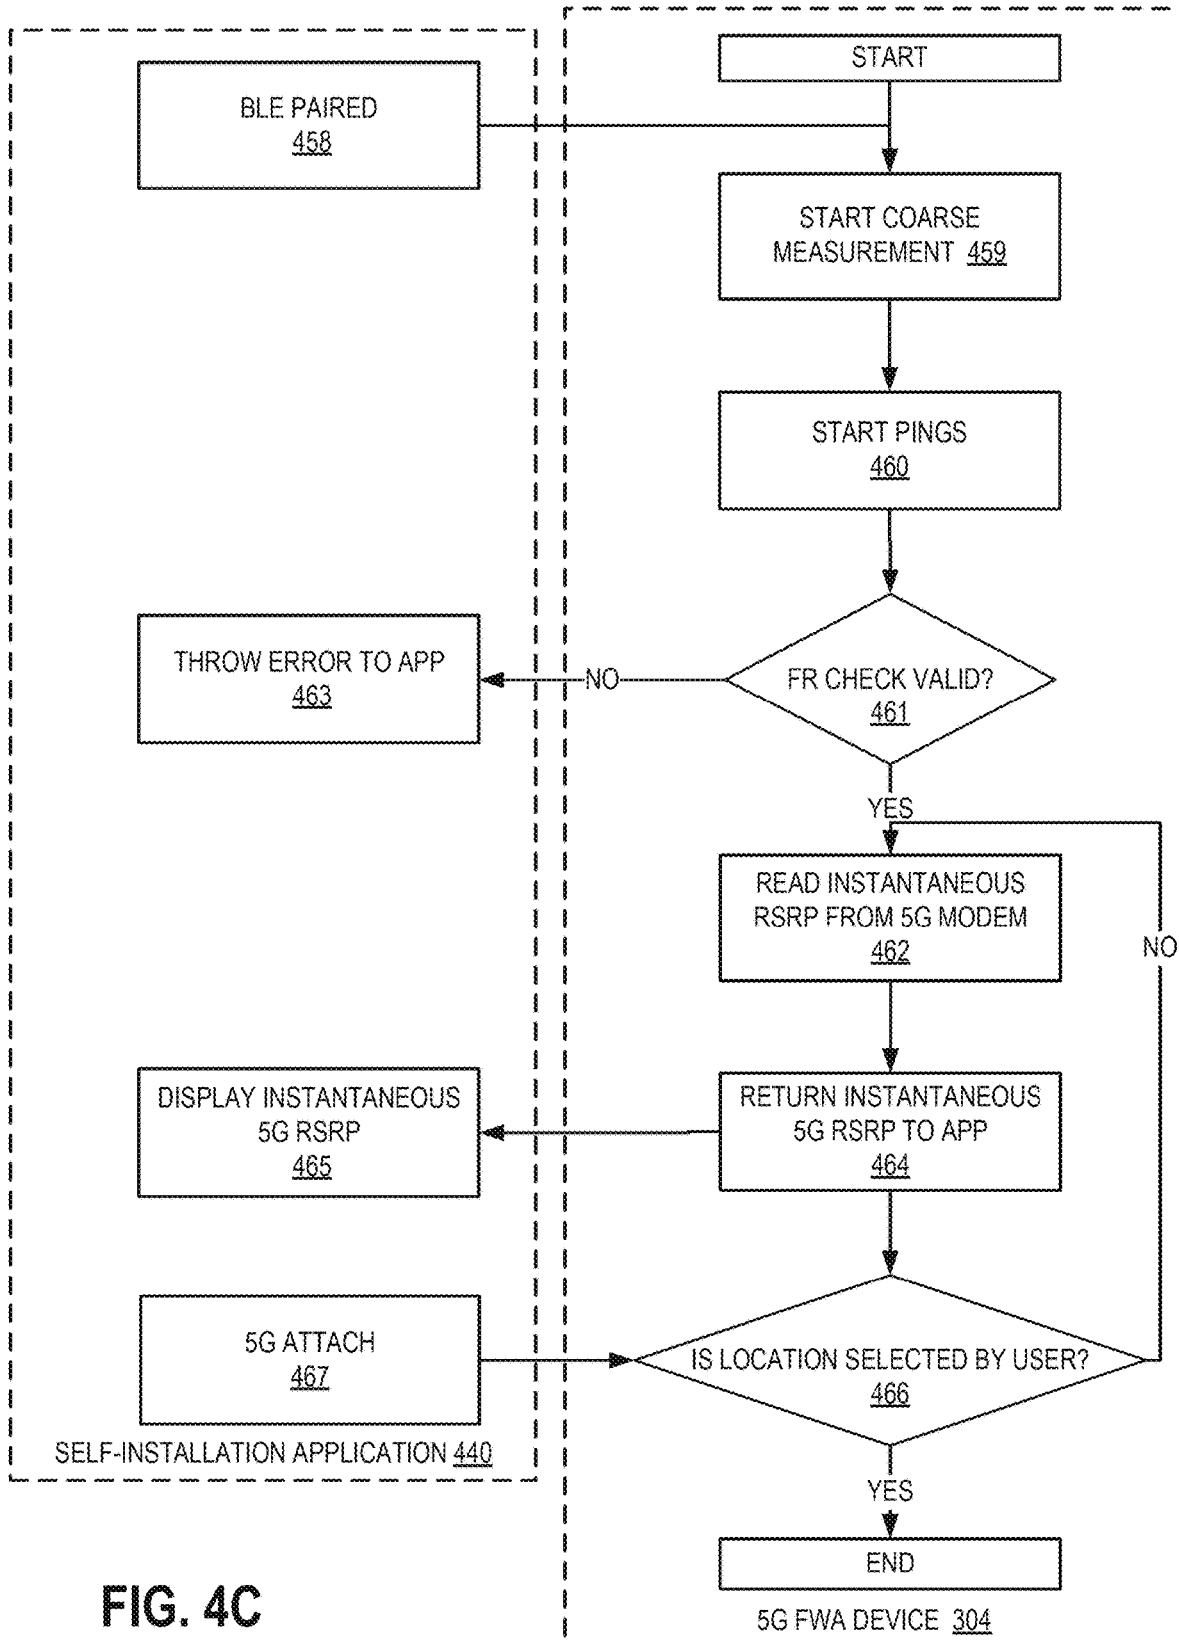 START
BLE PAIRED
458
START COARSE
MEASUREMENT 459
START PINGS
460
THROW ERROR TO APP
463
NO
FR CHECK VALID?
461
YES
READ INSTANTANEOUS
RSRP FROM 5G MODEM
462
NO
DISPLAY INSTANTANEOUS
5G RSRP
465
RETURN INSTANTANEOUS
5G RSRP TO APP
464
5G ATTACH
467
IS LOCATION SELECTED BY USER?
466
SELF-INSTALLATION APPLICATION 440
YES
END
FIG. 4C
5G FWA DEVICE 304